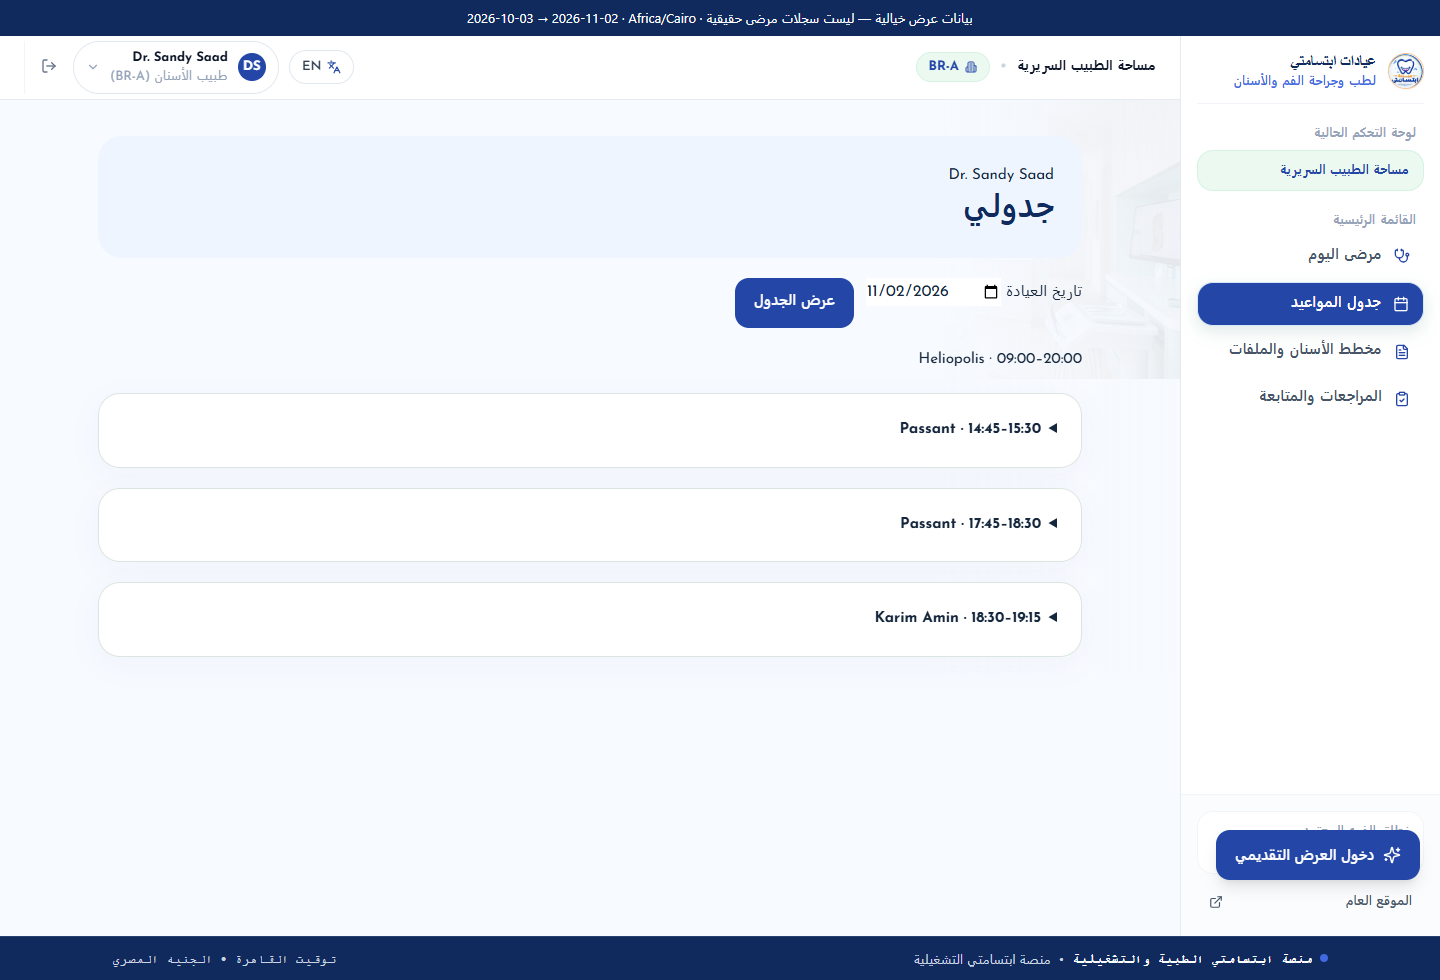 بيانات عرض خيالية — ليست سجلات مرضى حقيقية · 2026-10-03 → 2026-11-02 · Africa/Cairo
عيادات ابتسامتي
لطب وجراحة الفم والأسنان
مساحة الطبيب السريرية • BR-A
EN
DS
Dr. Sandy Saad
طبيب الأسنان (BR-A)
لوحة التحكم الحالية
مساحة الطبيب السريرية
القائمة الرئيسية
مرضى اليوم
جدول المواعيد
مخطط الأسنان والملفات
المراجعات والمتابعة
Dr. Sandy Saad
جدولي
تاريخ العيادة 11/02/2026 عرض الجدول
Heliopolis · 09:00–20:00
Passant · 14:45–15:30
Passant · 17:45–18:30
Karim Amin · 18:30–19:15
دخول العرض التقديمي
الموقع العام
منصة ابتسامتي الطبية والتشغيلية • منصة ابتسامتي التشغيلية
توقيت القاهرة • الجنيه المصري